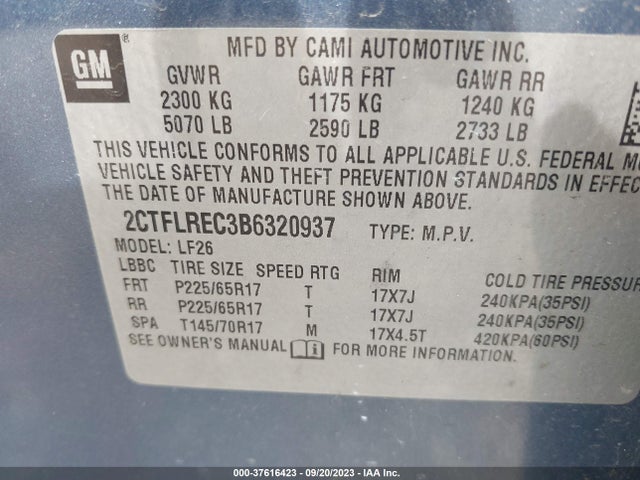 GM
MFD BY CAMI AUTOMOTIVE INC.
GVWR GAWR FRT GAWR RR
2300 KG 1175 KG 1240 KG
5070 LB 2590 LB 2733 LB
THIS VEHICLE CONFORMS TO ALL APPLICABLE U.S. FEDERAL
VEHICLE SAFETY AND THEFT PREVENTION STANDARDS IN EFFEC
THE DATE OF MANUFACTURE SHOWN ABOVE.
2CTFLREC3B6320937 TYPE: M.P.V.
MODEL: LF26
LBBC TIRE SIZE SPEED RTG RIM COLD TIRE PRESSUR
FRT P225/65R17 T 17X7J 240KPA(35PSI)
RR P225/65R17 T 17X7J 240KPA(35PSI)
SPA T145/70R17 M 17X4.5T 420KPA(60PSI)
SEE OWNER'S MANUAL FOR MORE INFORMATION.
000-37616423 - 09/20/2023 - IAA Inc.